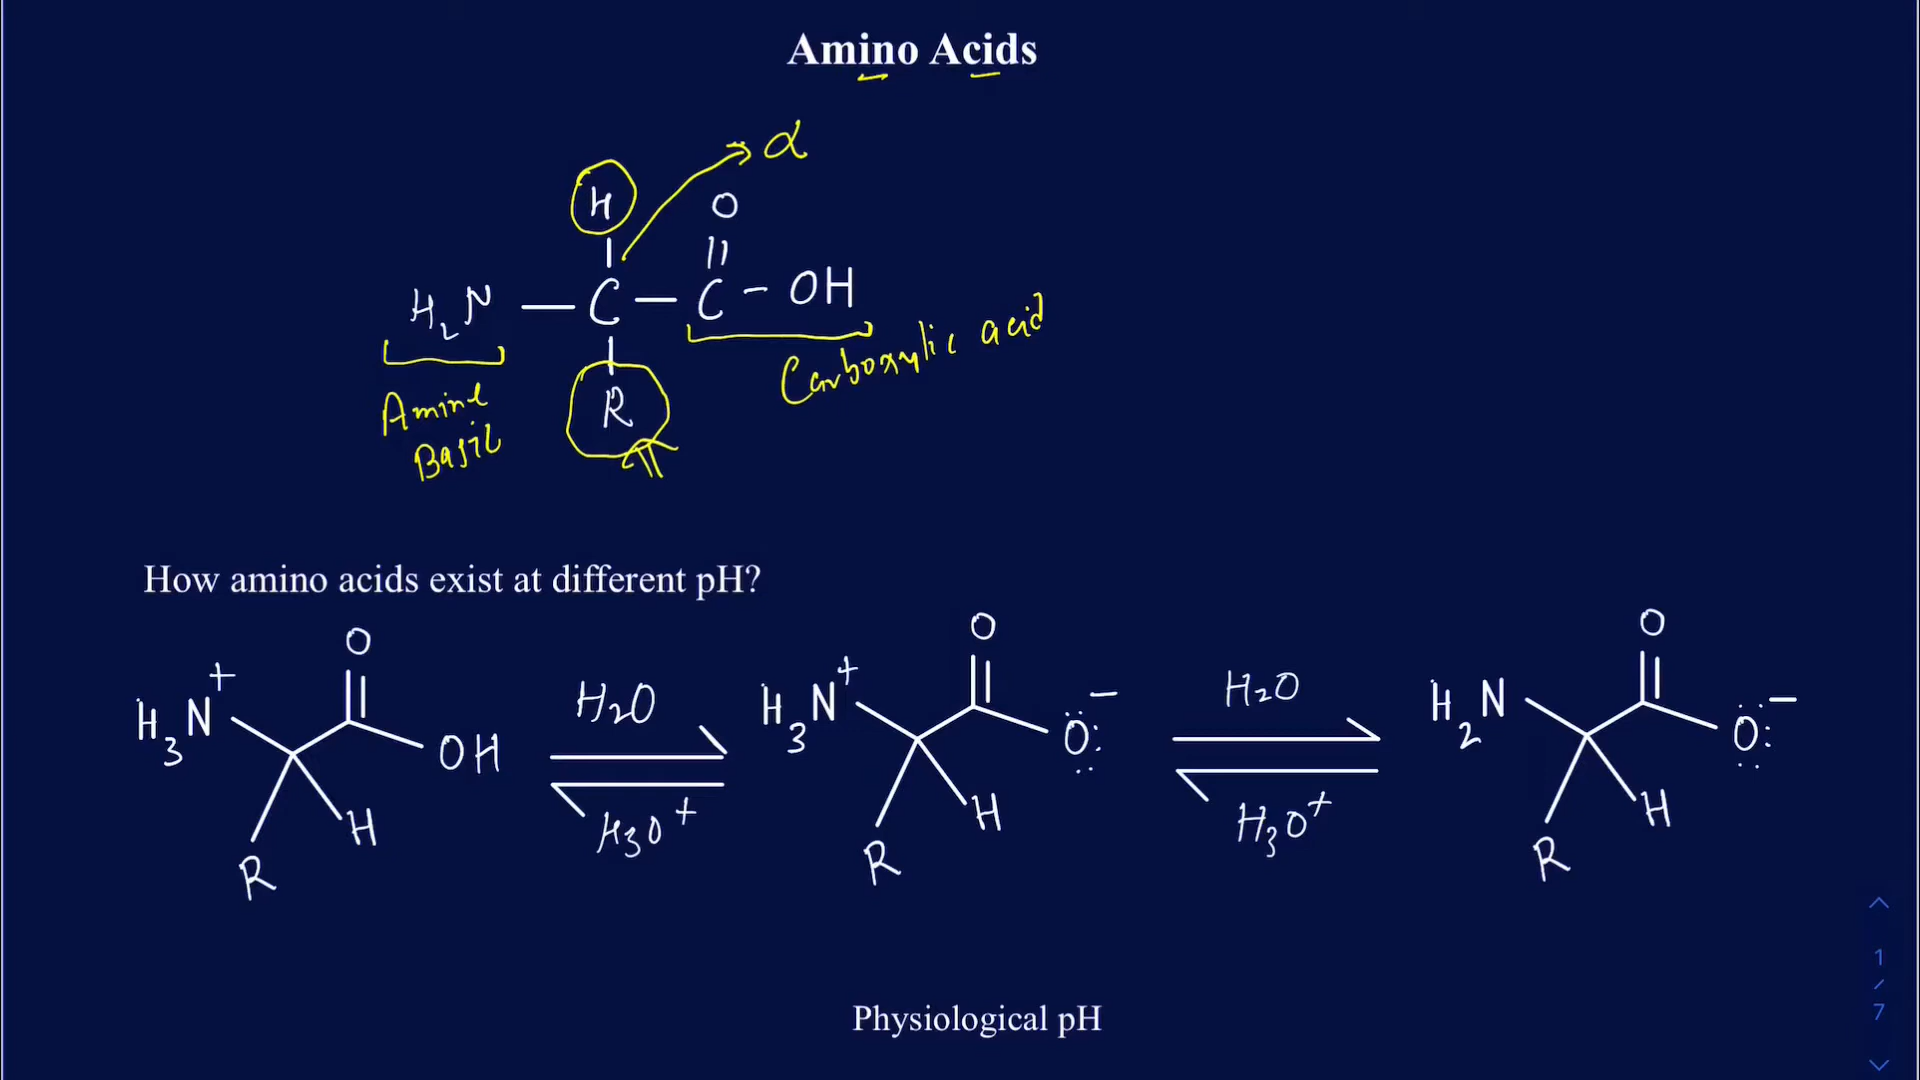 Amino Acids
α
H
O
||
H₂N — C — C – OH
Carboxylic acid
Amine
R
Basic
How amino acids exist at different pH?
O O O
H₃N⁺ OH H₂O H₃N⁺ O:⁻ H₂O H₂N O:⁻
H H₃O⁺ H H₃O⁺ H
R R R
1
/
7
Physiological pH